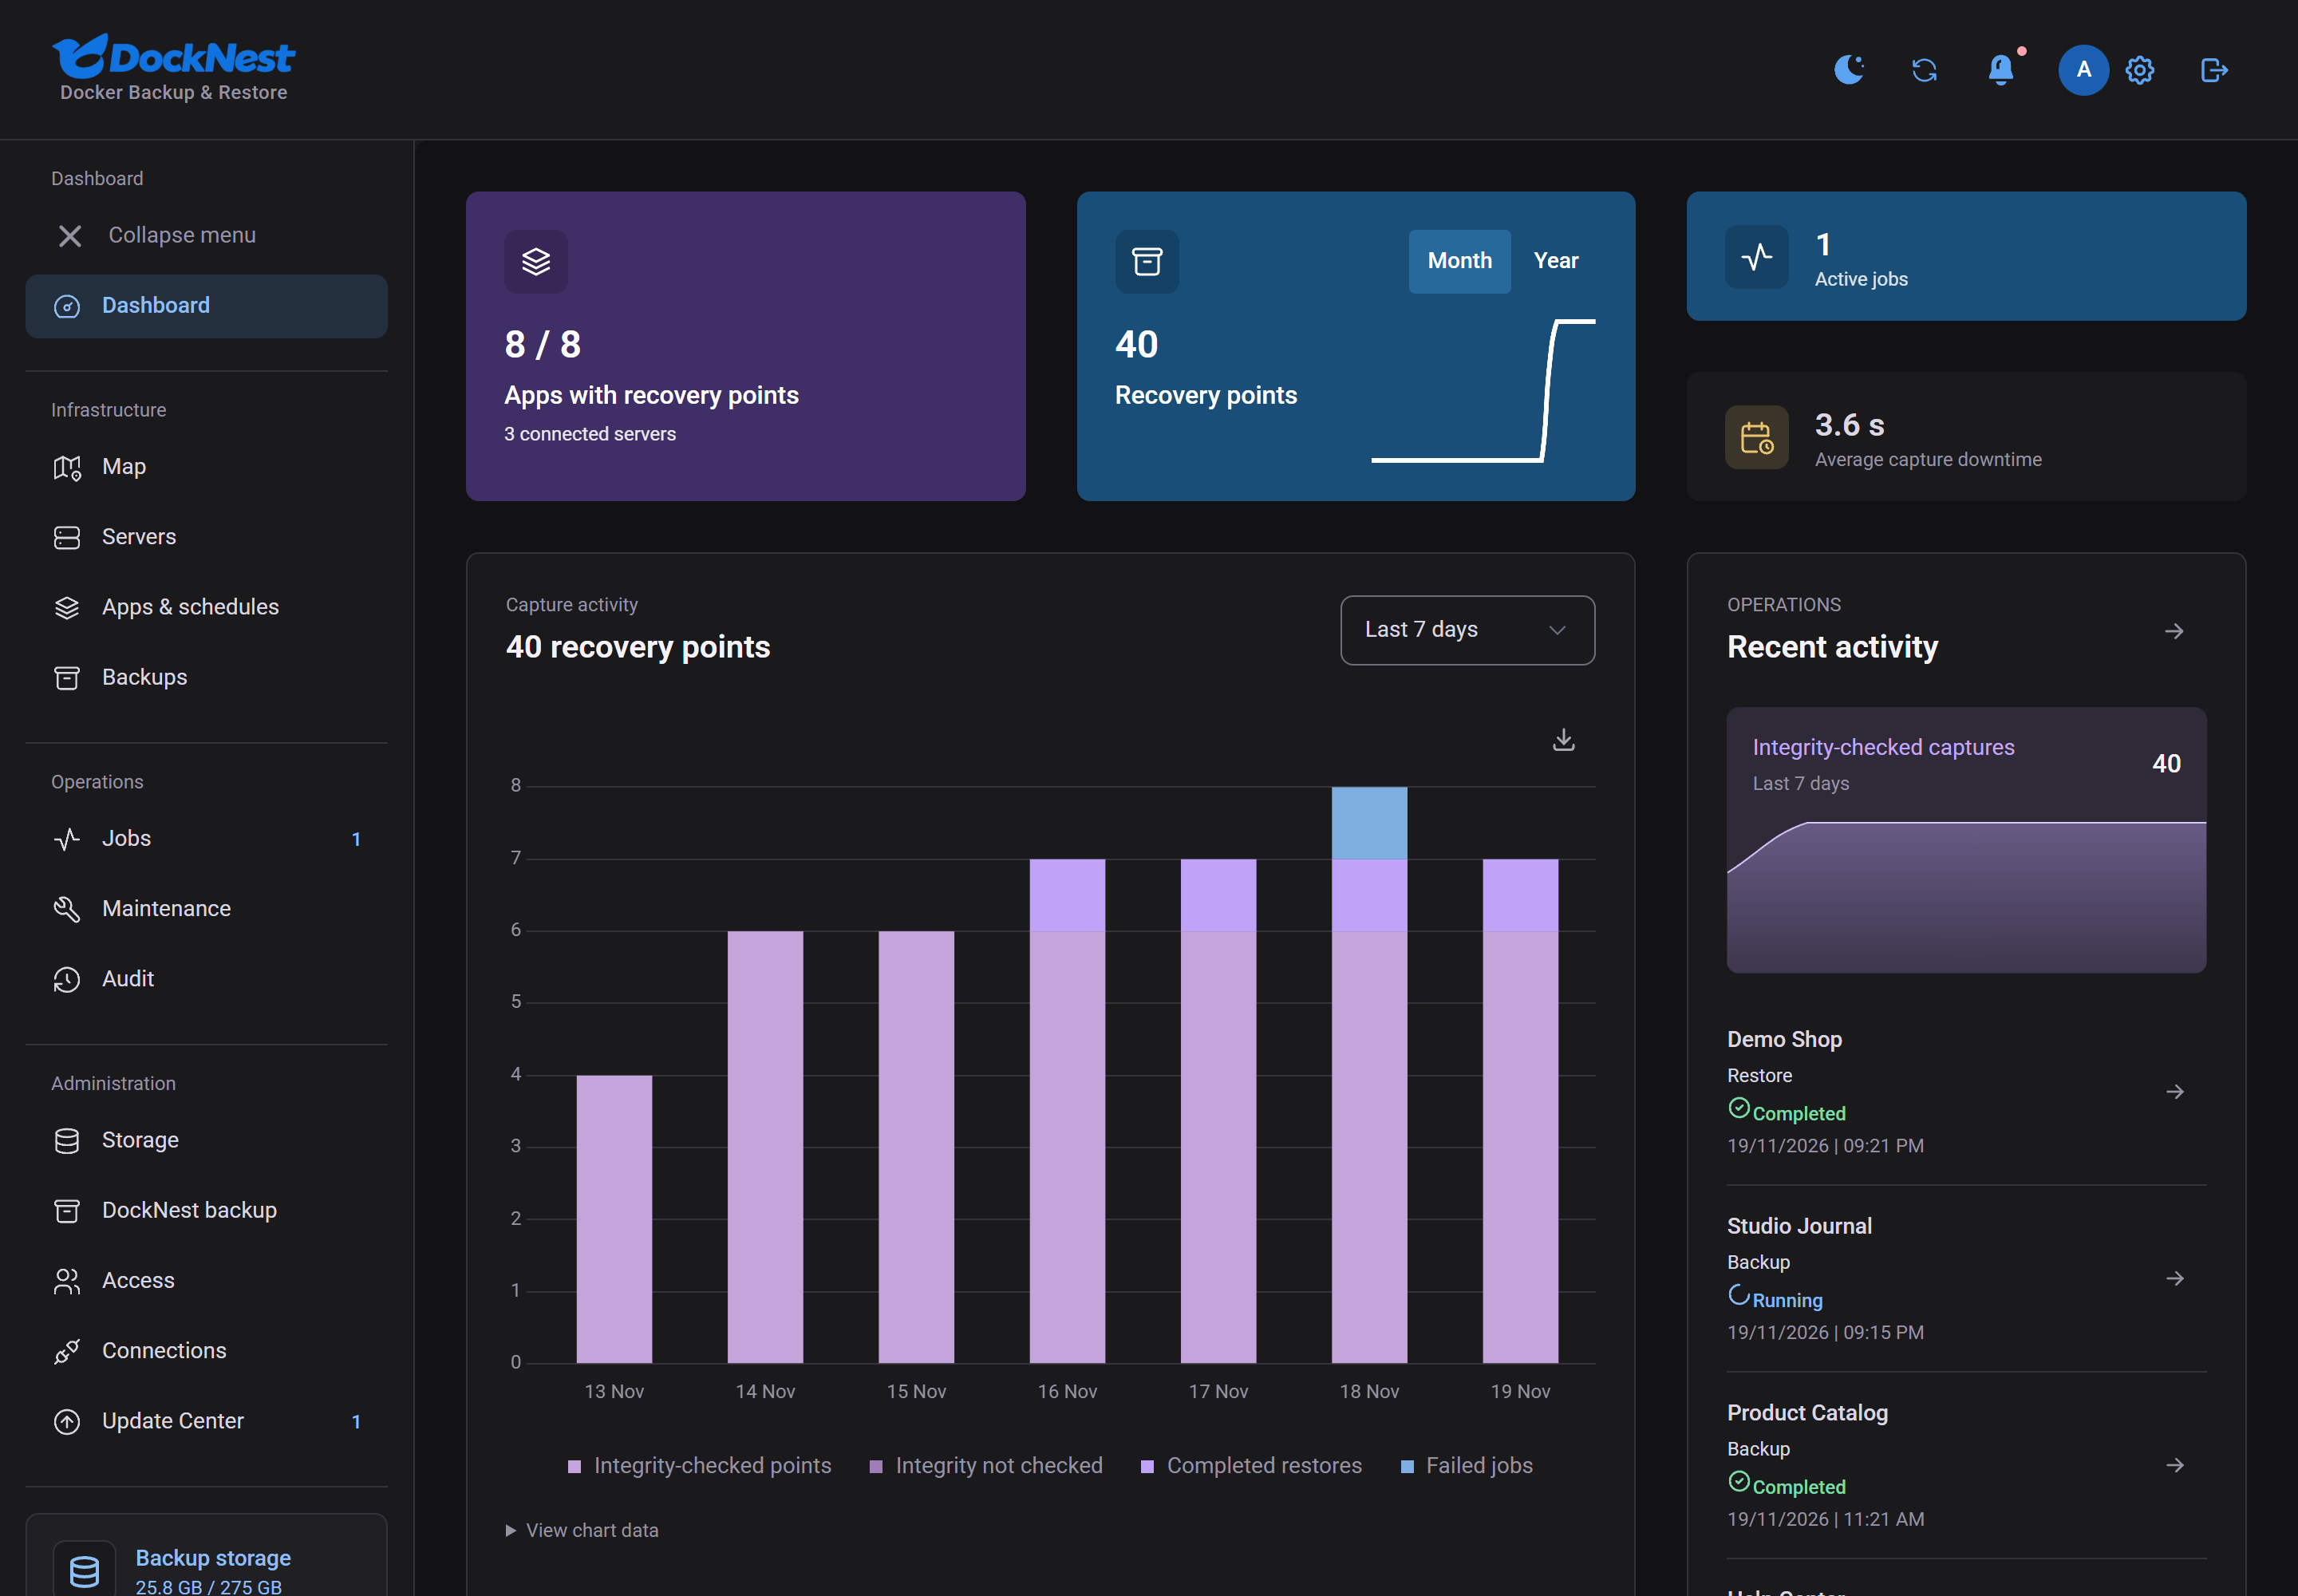 DockNest
Docker Backup & Restore
A
Dashboard
Collapse menu
Dashboard
Infrastructure
Map
Servers
Apps & schedules
Backups
Operations
Jobs 1
Maintenance
Audit
Administration
Storage
DockNest backup
Access
Connections
Update Center 1
Backup storage
25.8 GB / 275 GB
8 / 8
Apps with recovery points
3 connected servers
Month Year
40
Recovery points
1
Active jobs
3.6 s
Average capture downtime
Capture activity
40 recovery points
Last 7 days
8
7
6
5
4
3
2
1
0
13 Nov 14 Nov 15 Nov 16 Nov 17 Nov 18 Nov 19 Nov
Integrity-checked points Integrity not checked Completed restores Failed jobs
View chart data
OPERATIONS
Recent activity
Integrity-checked captures
40
Last 7 days
Demo Shop
Restore
Completed
19/11/2026 | 09:21 PM
Studio Journal
Backup
Running
19/11/2026 | 09:15 PM
Product Catalog
Backup
Completed
19/11/2026 | 11:21 AM